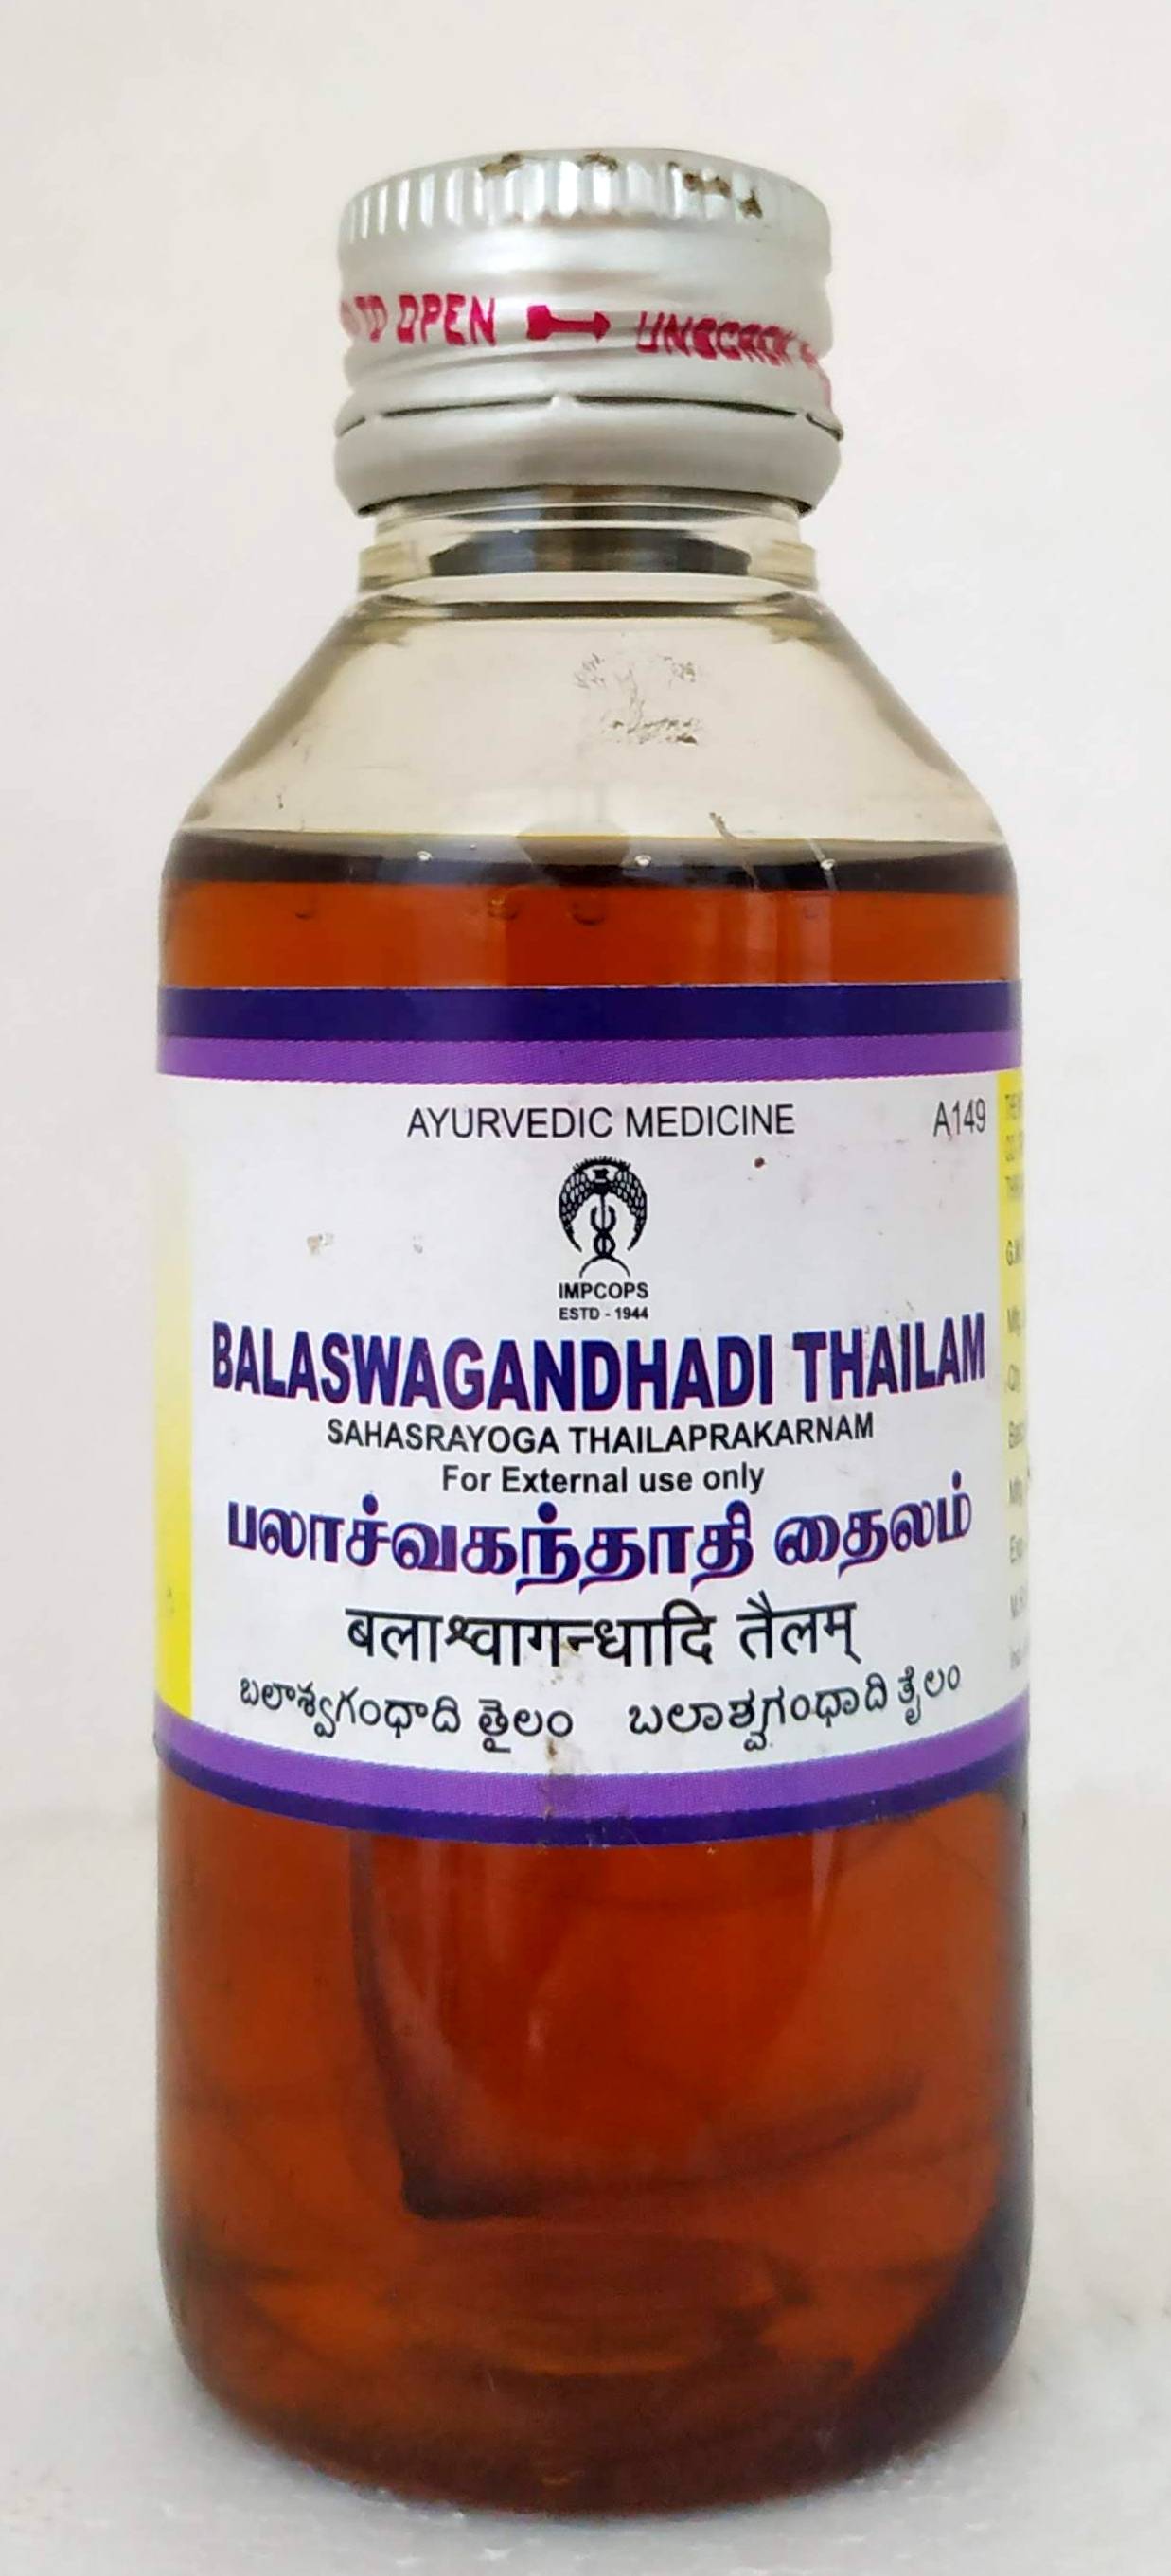 TO OPEN UNSCREW
AYURVEDIC MEDICINE A149
IMPCOPS
ESTD - 1944
BALASWAGANDHADI THAILAM
SAHASRAYOGA THAILAPRAKARNAM
For External use only
பலாச்வகந்தாதி தைலம்
बलाश्वागन्धादि तैलम्
బలాశ్వగంధాది తైలం ಬಲಾಶ್ವಗಂಧಾದಿ ತೈಲಂ